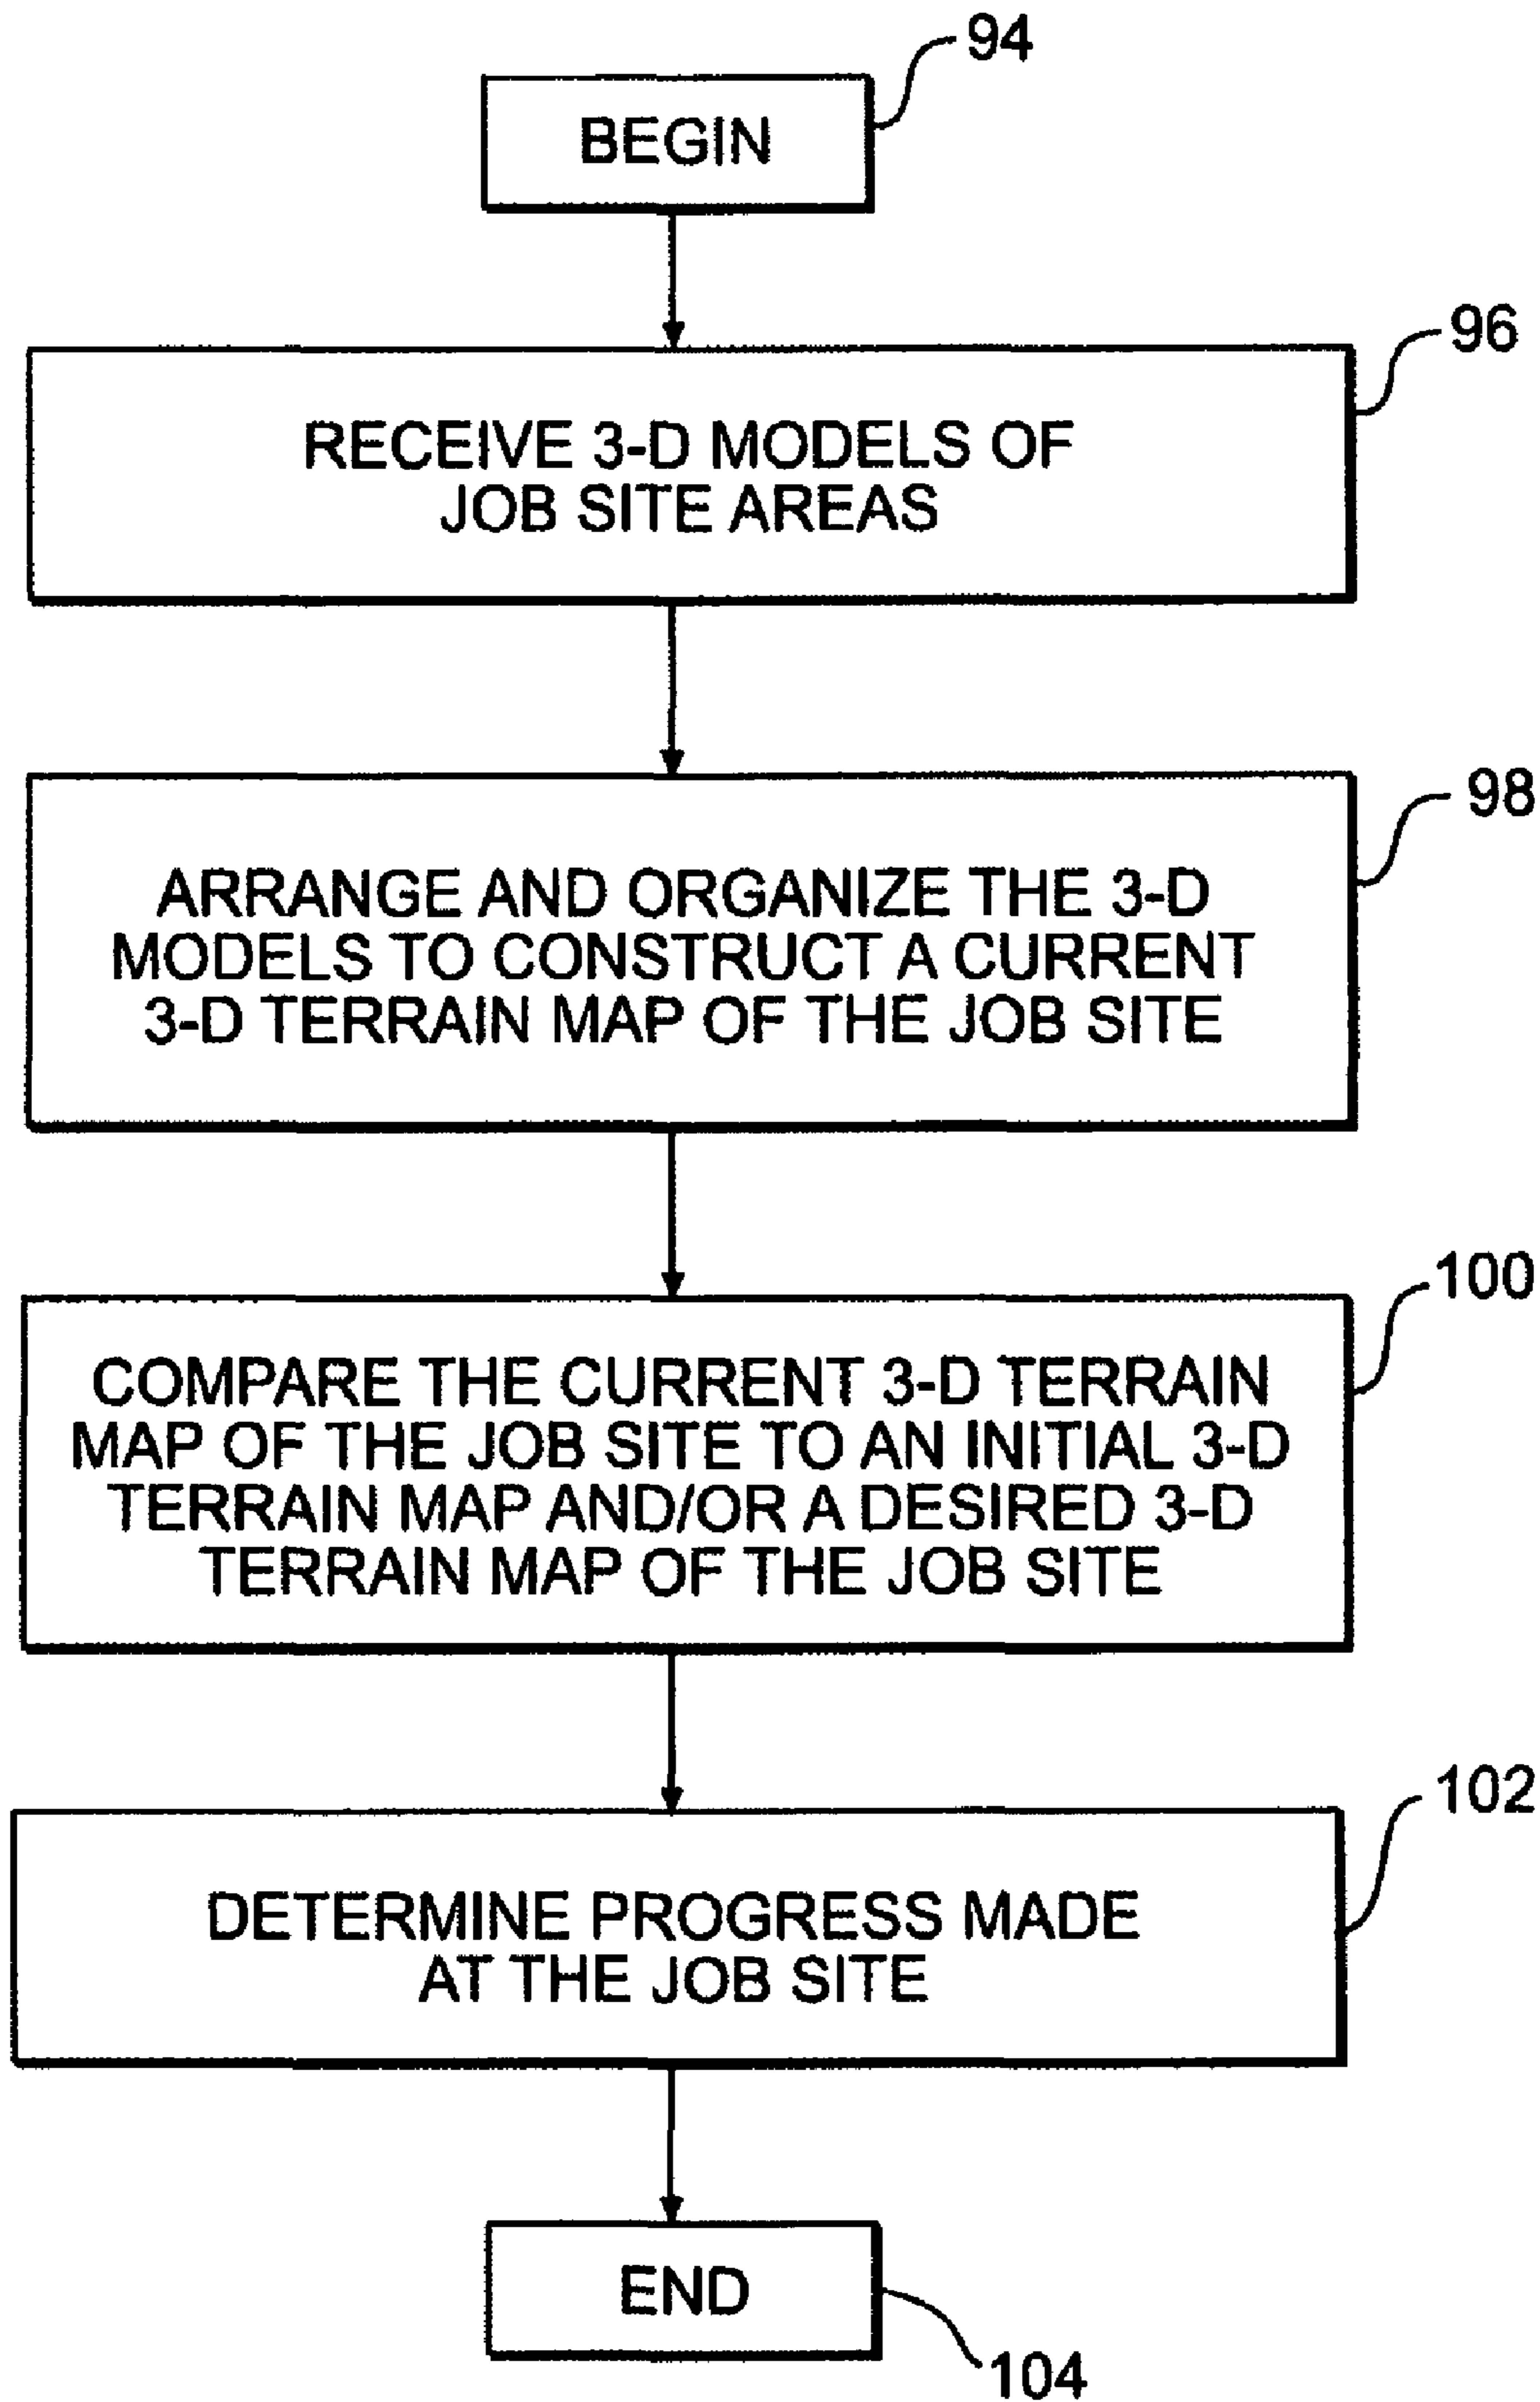 94
BEGIN
96
RECEIVE 3-D MODELS OF
JOB SITE AREAS
98
ARRANGE AND ORGANIZE THE 3-D
MODELS TO CONSTRUCT A CURRENT
3-D TERRAIN MAP OF THE JOB SITE
100
COMPARE THE CURRENT 3-D TERRAIN
MAP OF THE JOB SITE TO AN INITIAL 3-D
TERRAIN MAP AND/OR A DESIRED 3-D
TERRAIN MAP OF THE JOB SITE
102
DETERMINE PROGRESS MADE
AT THE JOB SITE
END
104